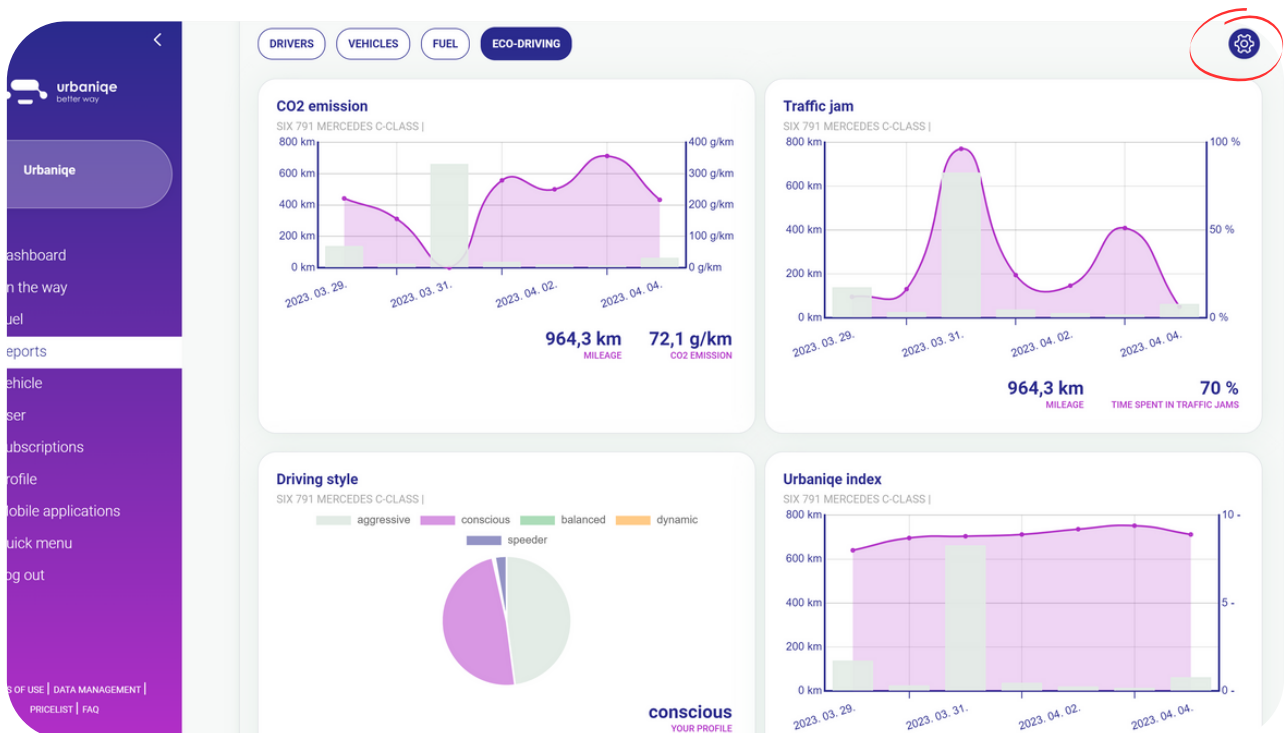 urbaniqe
better way
Urbaniqe
ashboard
n the way
uel
eports
ehicle
ser
ubscriptions
rofile
lobile applications
uick menu
og out
S OF USE | DATA MANAGEMENT |
PRICELIST | FAQ
DRIVERS VEHICLES FUEL ECO-DRIVING
CO2 emission
SIX 791 MERCEDES C-CLASS |
800 km 400 g/km
600 km 300 g/km
400 km 200 g/km
200 km 100 g/km
0 km 0 g/km
2023. 03. 29. 2023. 03. 31. 2023. 04. 02. 2023. 04. 04.
964,3 km 72,1 g/km
MILEAGE CO2 EMISSION
Traffic jam
SIX 791 MERCEDES C-CLASS |
800 km 100 %
600 km
400 km 50 %
200 km
0 km 0 %
2023. 03. 29. 2023. 03. 31. 2023. 04. 02. 2023. 04. 04.
964,3 km 70 %
MILEAGE TIME SPENT IN TRAFFIC JAMS
Driving style
SIX 791 MERCEDES C-CLASS |
aggressive conscious balanced dynamic
speeder
conscious
YOUR PROFILE
Urbaniqe index
SIX 791 MERCEDES C-CLASS |
800 km 10 -
600 km
400 km 5 -
200 km
0 km 0 -
2023. 03. 29. 2023. 03. 31. 2023. 04. 02. 2023. 04. 04.